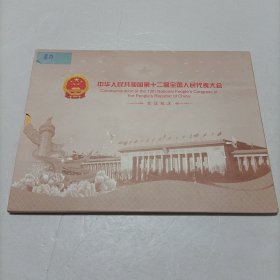 中华人民共和国第十二届全国人民代表大会
Commemoration of the 12th National People's Congress of
the People's Republic of China